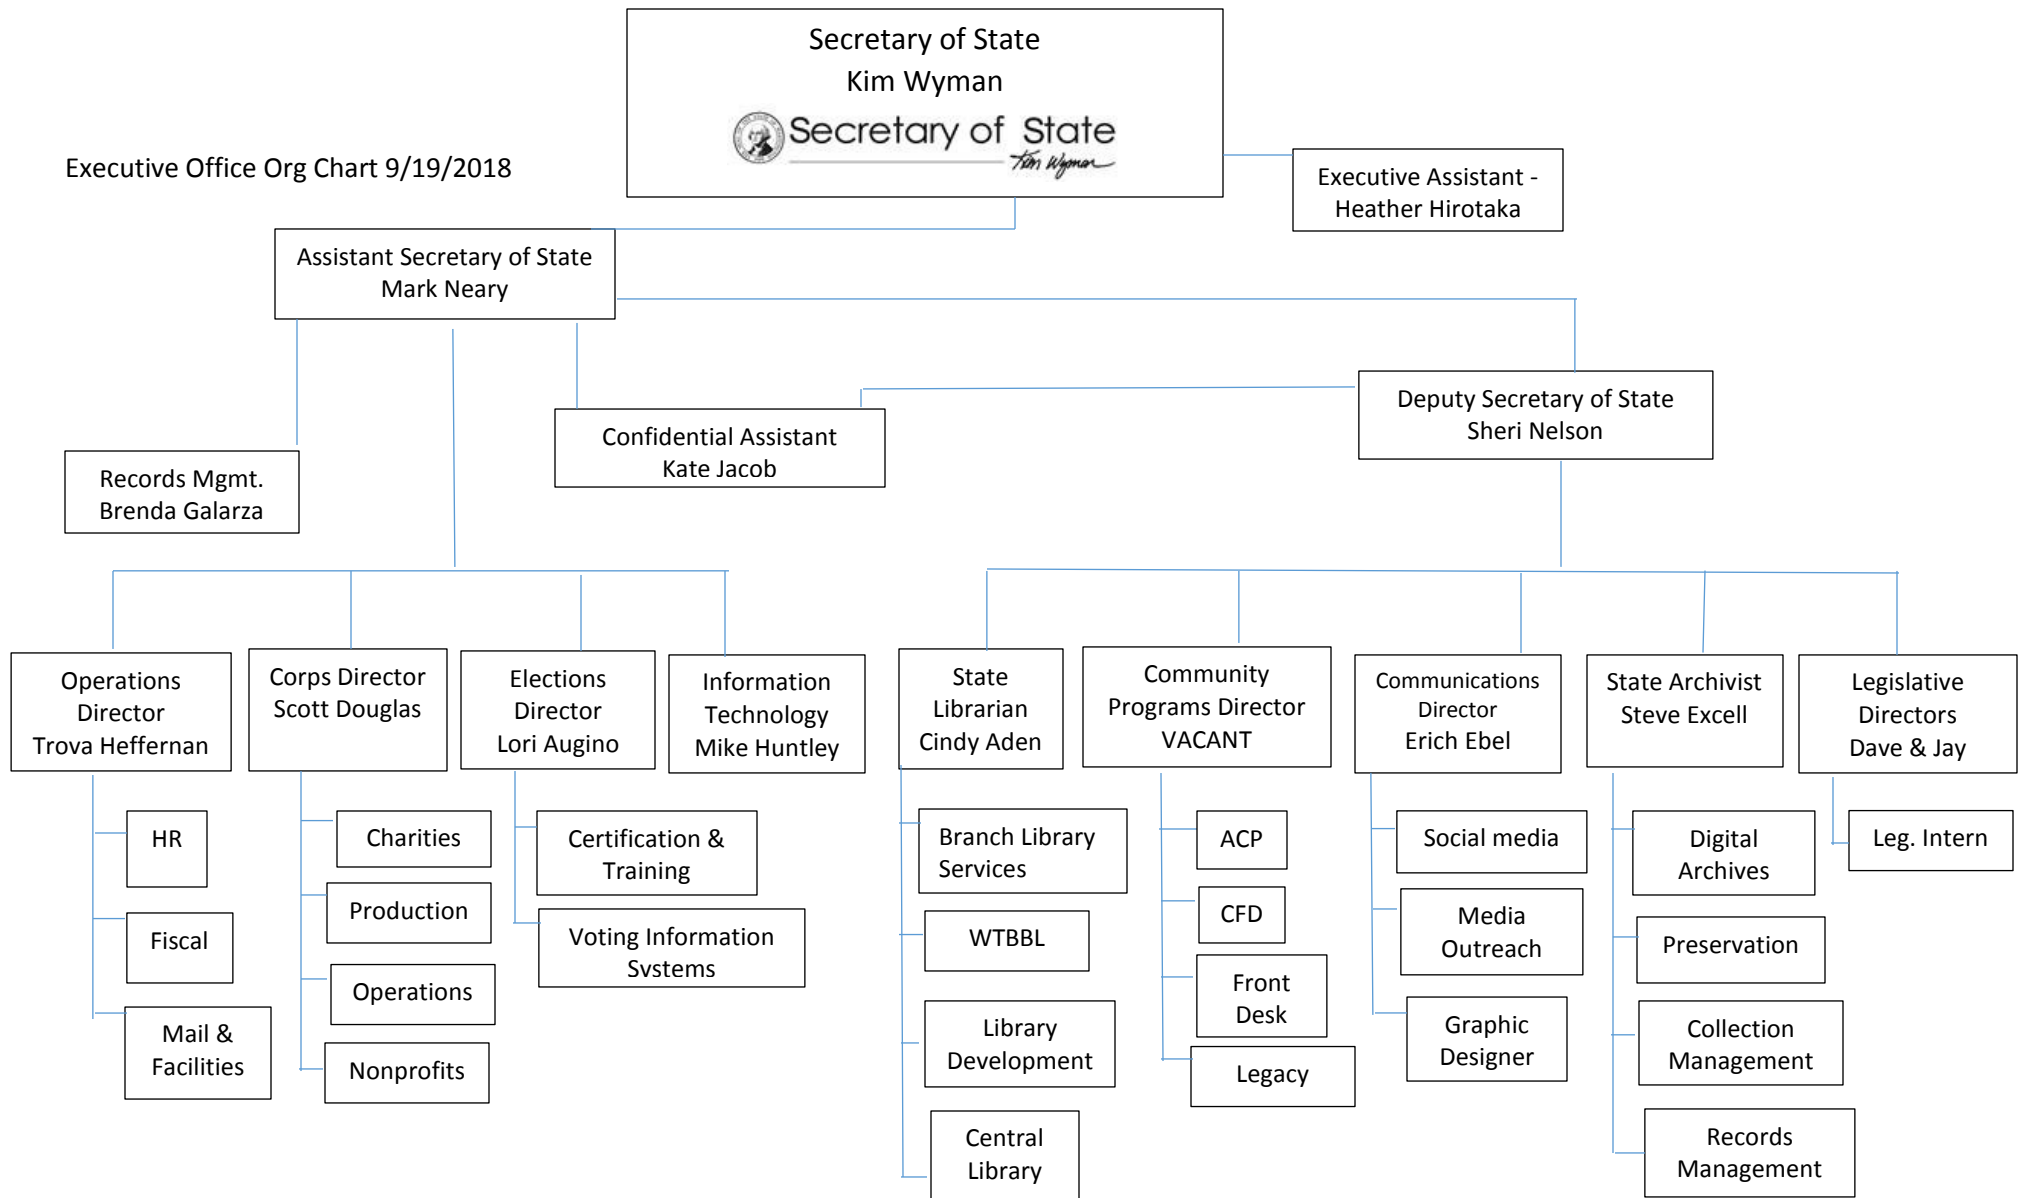 Secretary of State
Kim Wyman
Secretary of State
Kim Wyman
Executive Office Org Chart 9/19/2018
Executive Assistant -
Heather Hirotaka
Assistant Secretary of State
Mark Neary
Deputy Secretary of State
Sheri Nelson
Confidential Assistant
Kate Jacob
Records Mgmt.
Brenda Galarza
Operations
Director
Trova Heffernan
Corps Director
Scott Douglas
Elections
Director
Lori Augino
Information
Technology
Mike Huntley
State
Librarian
Cindy Aden
Community
Programs Director
VACANT
Communications
Director
Erich Ebel
State Archivist
Steve Excell
Legislative
Directors
Dave & Jay
HR
Fiscal
Mail &
Facilities
Charities
Production
Operations
Nonprofits
Certification &
Training
Voting Information
Systems
Branch Library
Services
WTBBL
Library
Development
Central
Library
ACP
CFD
Front
Desk
Legacy
Social media
Media
Outreach
Graphic
Designer
Digital
Archives
Preservation
Collection
Management
Records
Management
Leg. Intern